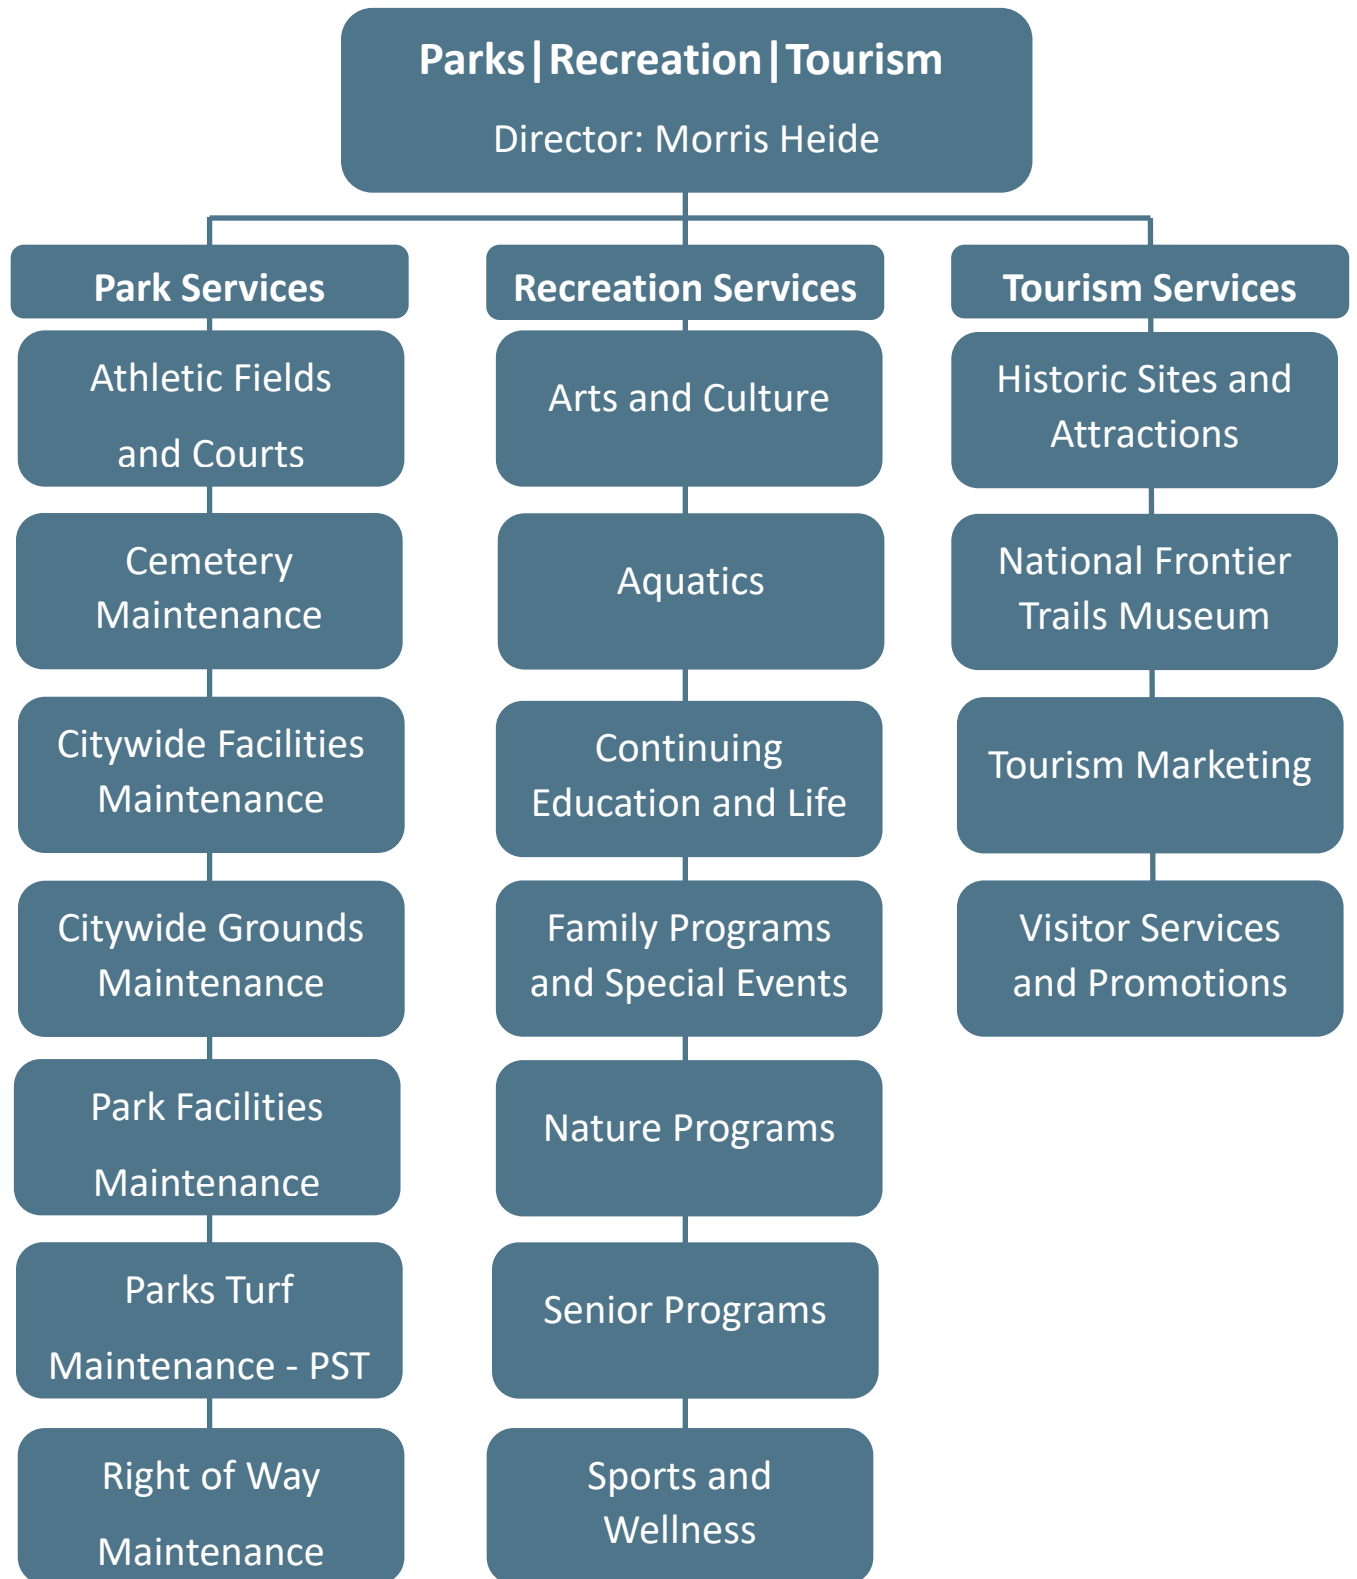 Parks|Recreation|Tourism
Director: Morris Heide
Park Services
Athletic Fields
and Courts
Cemetery
Maintenance
Citywide Facilities
Maintenance
Citywide Grounds
Maintenance
Park Facilities
Maintenance
Parks Turf
Maintenance - PST
Right of Way
Maintenance
Recreation Services
Arts and Culture
Aquatics
Continuing
Education and Life
Family Programs
and Special Events
Nature Programs
Senior Programs
Sports and
Wellness
Tourism Services
Historic Sites and
Attractions
National Frontier
Trails Museum
Tourism Marketing
Visitor Services
and Promotions